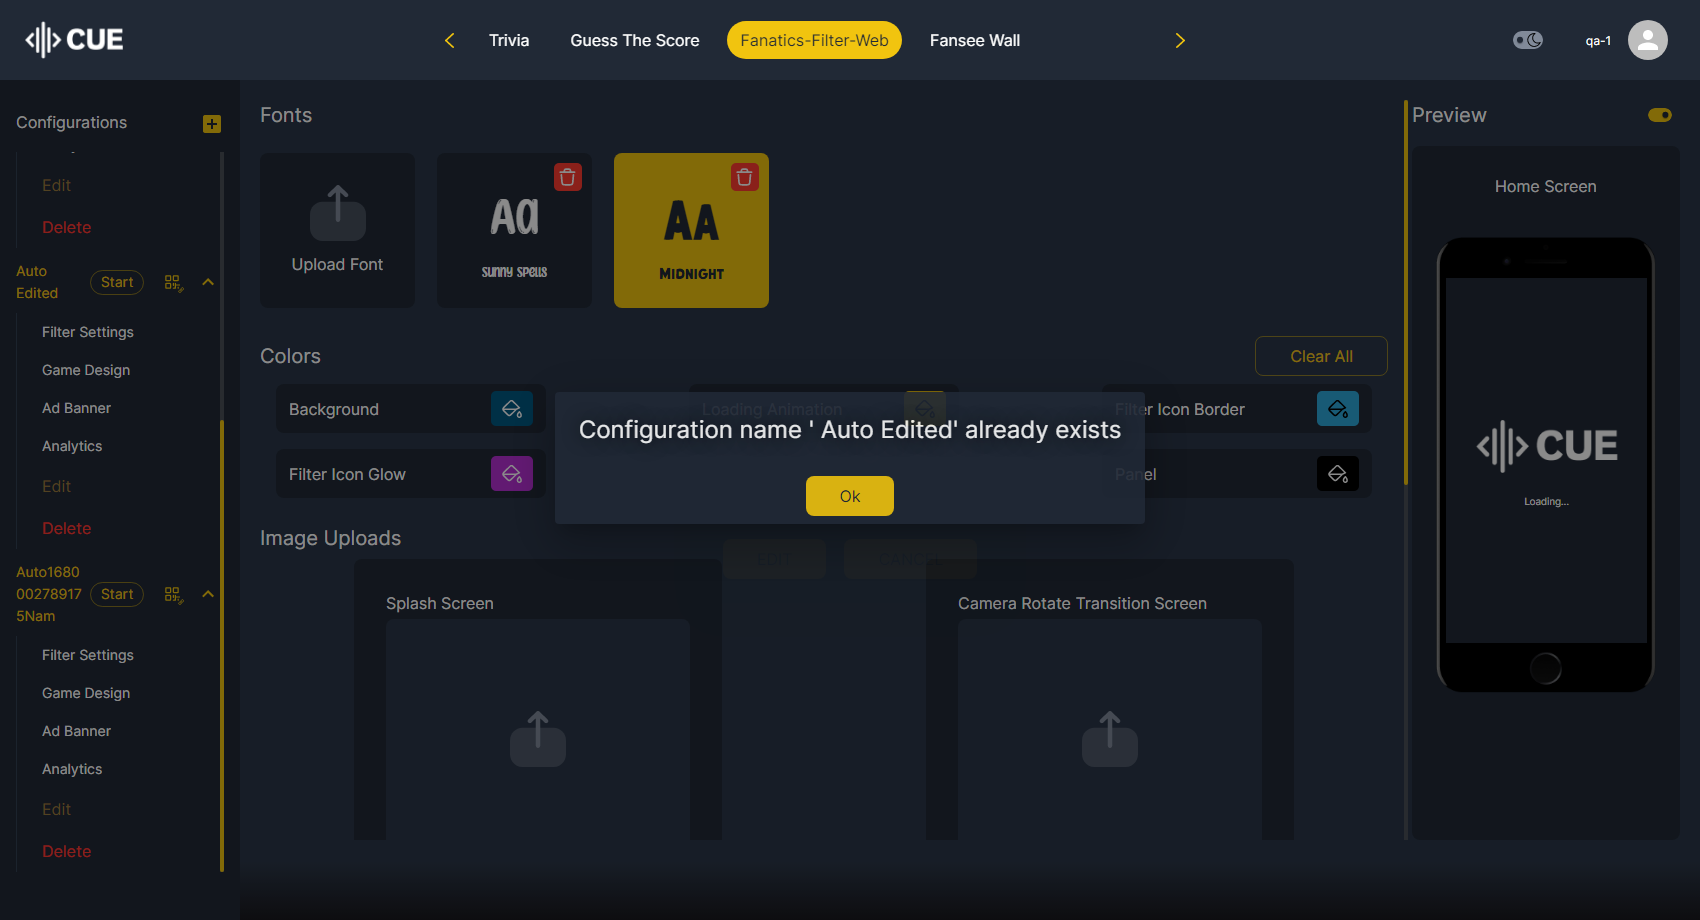 CUE
Trivia
Guess The Score
Fanatics-Filter-Web
Fansee Wall
qa-1
Configurations
Edit
Delete
Auto
Edited
Start
Filter Settings
Game Design
Ad Banner
Analytics
Edit
Delete
Auto1680
00278917
5Nam
Start
Filter Settings
Game Design
Ad Banner
Analytics
Edit
Delete
Fonts
Upload Font
Aa
Sunny Spells
AA
MIDNIGHT
Colors
Clear All
Background
Loading Animation
Filter Icon Border
Filter Icon Glow
Panel
Configuration name ' Auto Edited' already exists
Ok
Image Uploads
EDIT
CANCEL
Splash Screen
Camera Rotate Transition Screen
Preview
Home Screen
CUE
Loading...